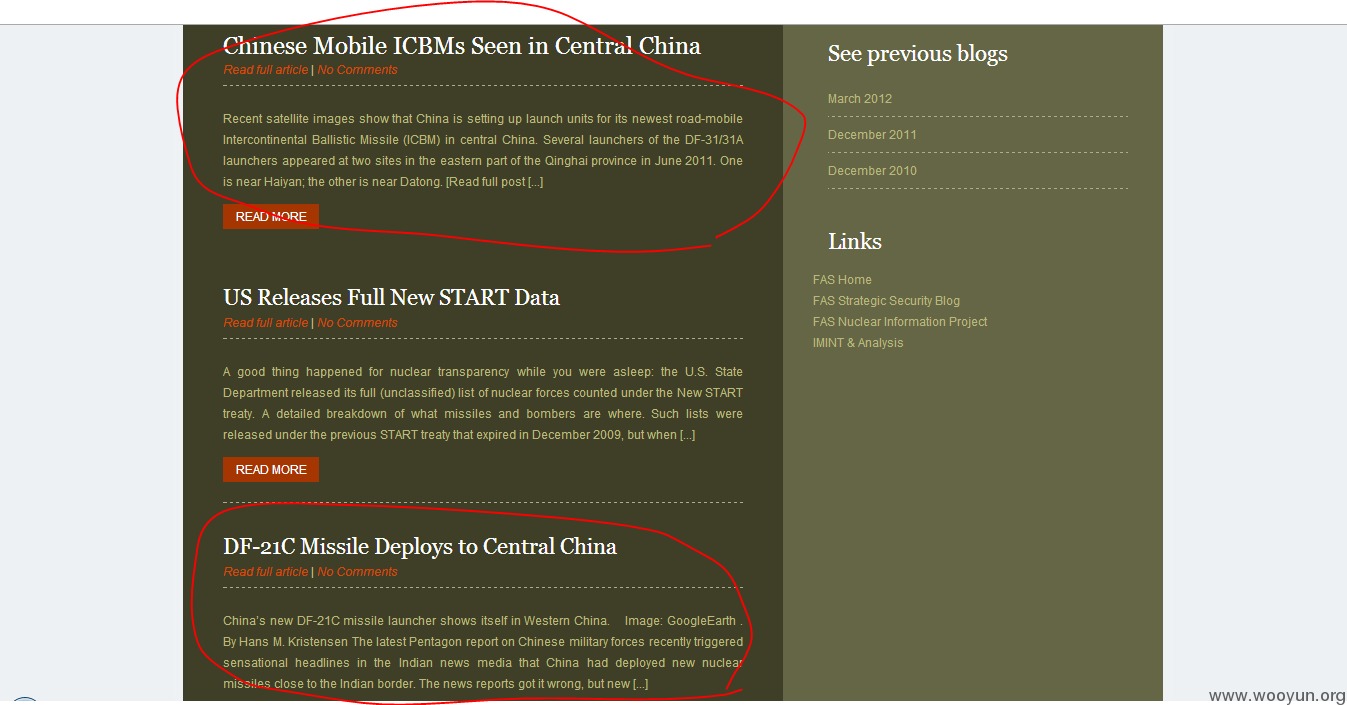 Chinese Mobile ICBMs Seen in Central China
Read full article | No Comments
Recent satellite images show that China is setting up launch units for its newest road-mobile
Intercontinental Ballistic Missile (ICBM) in central China. Several launchers of the DF-31/31A
launchers appeared at two sites in the eastern part of the Qinghai province in June 2011. One
is near Haiyan; the other is near Datong. [Read full post [...]
READ MORE
US Releases Full New START Data
Read full article | No Comments
A good thing happened for nuclear transparency while you were asleep: the U.S. State
Department released its full (unclassified) list of nuclear forces counted under the New START
treaty. A detailed breakdown of what missiles and bombers are where. Such lists were
released under the previous START treaty that expired in December 2009, but when [...]
READ MORE
DF-21C Missile Deploys to Central China
Read full article | No Comments
China's new DF-21C missile launcher shows itself in Western China. Image: GoogleEarth .
By Hans M. Kristensen The latest Pentagon report on Chinese military forces recently triggered
sensational headlines in the Indian news media that China had deployed new nuclear
missiles close to the Indian border. The news reports got it wrong, but new [...]
See previous blogs
March 2012
December 2011
December 2010
Links
FAS Home
FAS Strategic Security Blog
FAS Nuclear Information Project
IMINT & Analysis
www.wooyun.org